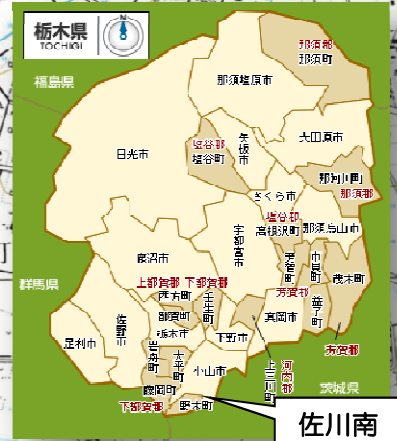 栃木県
TOCHIGI
N
福島県
那須郡
那須町
那須塩原市
日光市
塩谷郡
塩谷町
矢板市
大田原市
那珂川町
那須郡
さくら市
塩谷郡
高根沢町
那須烏山市
宇都宮市
鹿沼市
上都賀郡
西方町
下都賀郡
壬生町
芳賀町
市貝町
茂木町
芳賀郡
益子町
真岡市
芳賀郡
群馬県
足利市
佐野市
都賀町
栃木市
岩舟町
大平町
藤岡町
下都賀郡
野木町
小山市
下野市
上三川町
河内郡
茨城県
佐川南